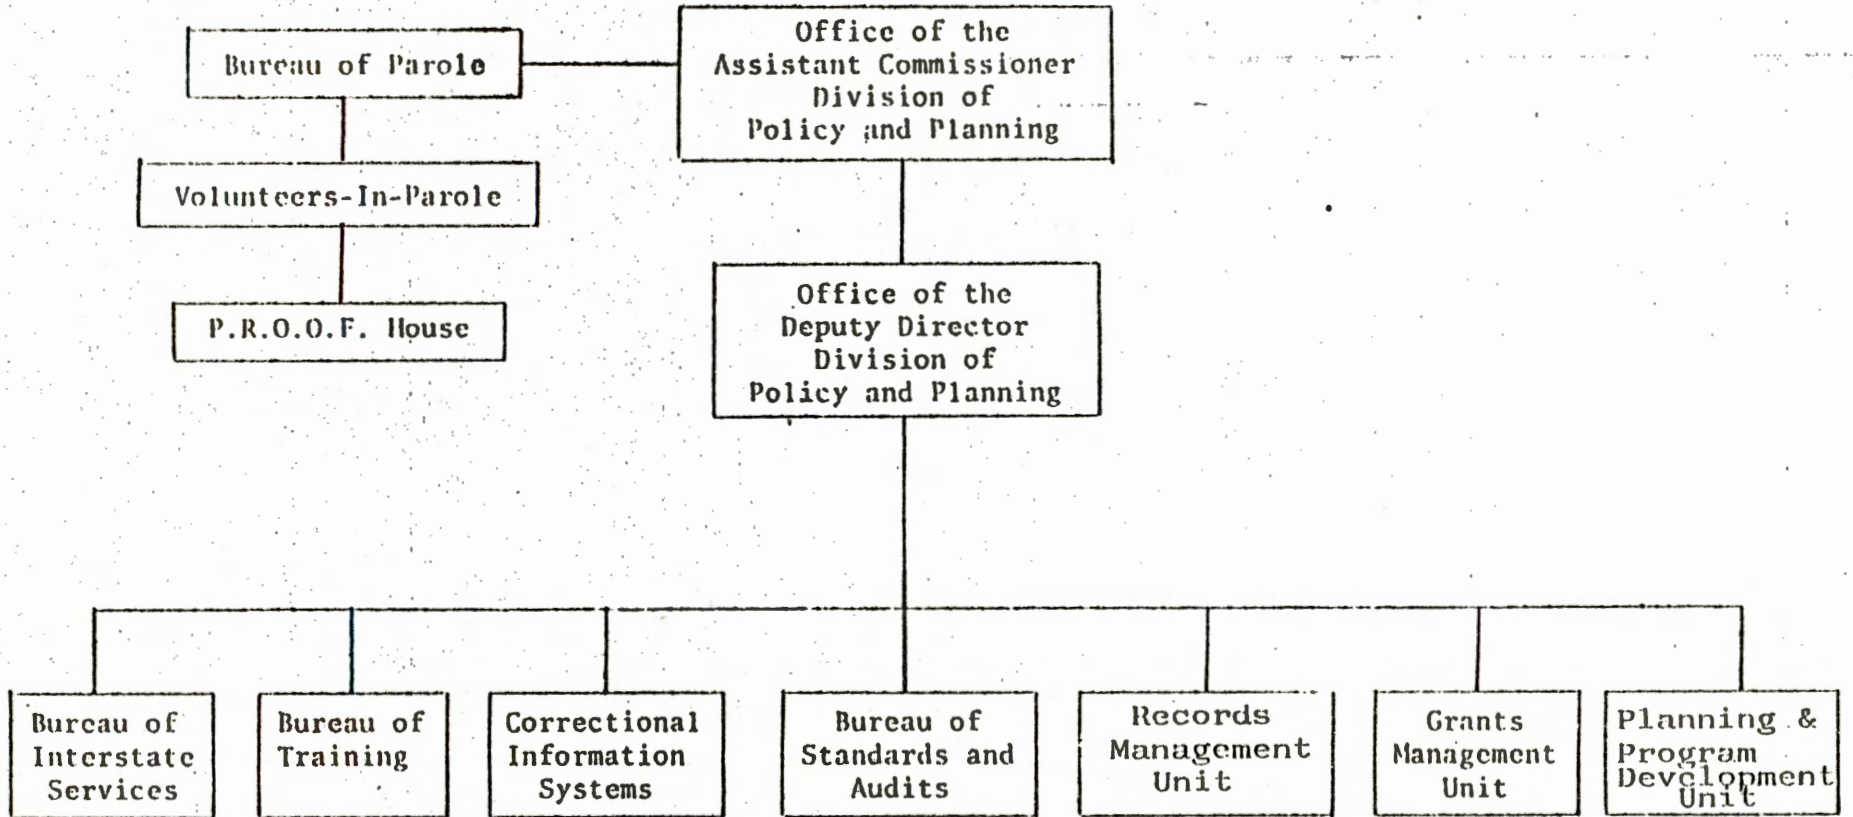 Bureau of Parole
Office of the
Assistant Commissioner
Division of
Policy and Planning
Volunteers-In-Parole
P.R.O.O.F. House
Office of the
Deputy Director
Division of
Policy and Planning
Bureau of
Interstate
Services
Bureau of
Training
Correctional
Information
Systems
Bureau of
Standards and
Audits
Records
Management
Unit
Grants
Management
Unit
Planning &
Program
Development
Unit